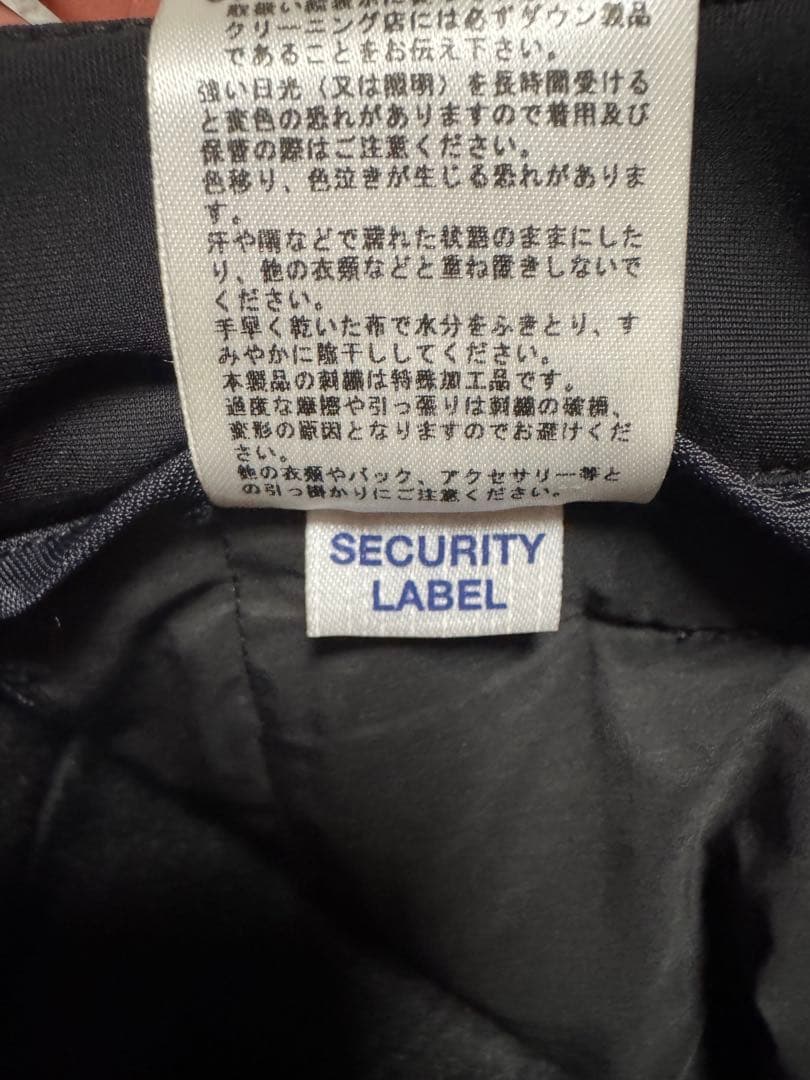 取扱い絵表示に従
クリーニング店には必ずダウン製品
であることをお伝え下さい。
強い日光（又は照明）を長時間受ける
と変色の恐れがありますので着用及び
保管の際はご注意ください。
色移り、色泣きが生じる恐れがありま
す。
汗や雨などで濡れた状態のままにした
り、他の衣類などと重ね置きしないで
ください。
手早く乾いた布で水分をふきとり、す
みやかに陰干ししてください。
本製品の刺繍は特殊加工品です。
過度な摩擦や引っ張りは刺繍の破損、
変形の原因となりますのでお避けくだ
さい。
他の衣類やバック、アクセサリー等と
の引っ掛かりにご注意ください。
SECURITY
LABEL